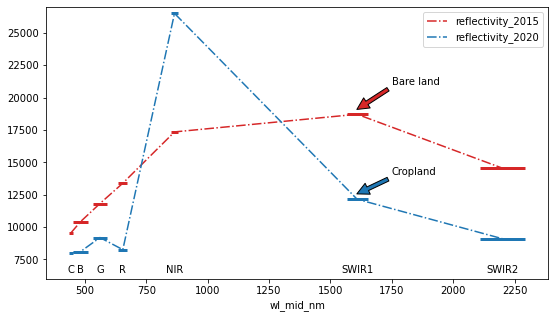 reflectivity_2015
reflectivity_2020
25000
22500
20000
17500
15000
12500
10000
7500
Bare land
Cropland
C B G R NIR SWIR1 SWIR2
500 750 1000 1250 1500 1750 2000 2250
wl_mid_nm